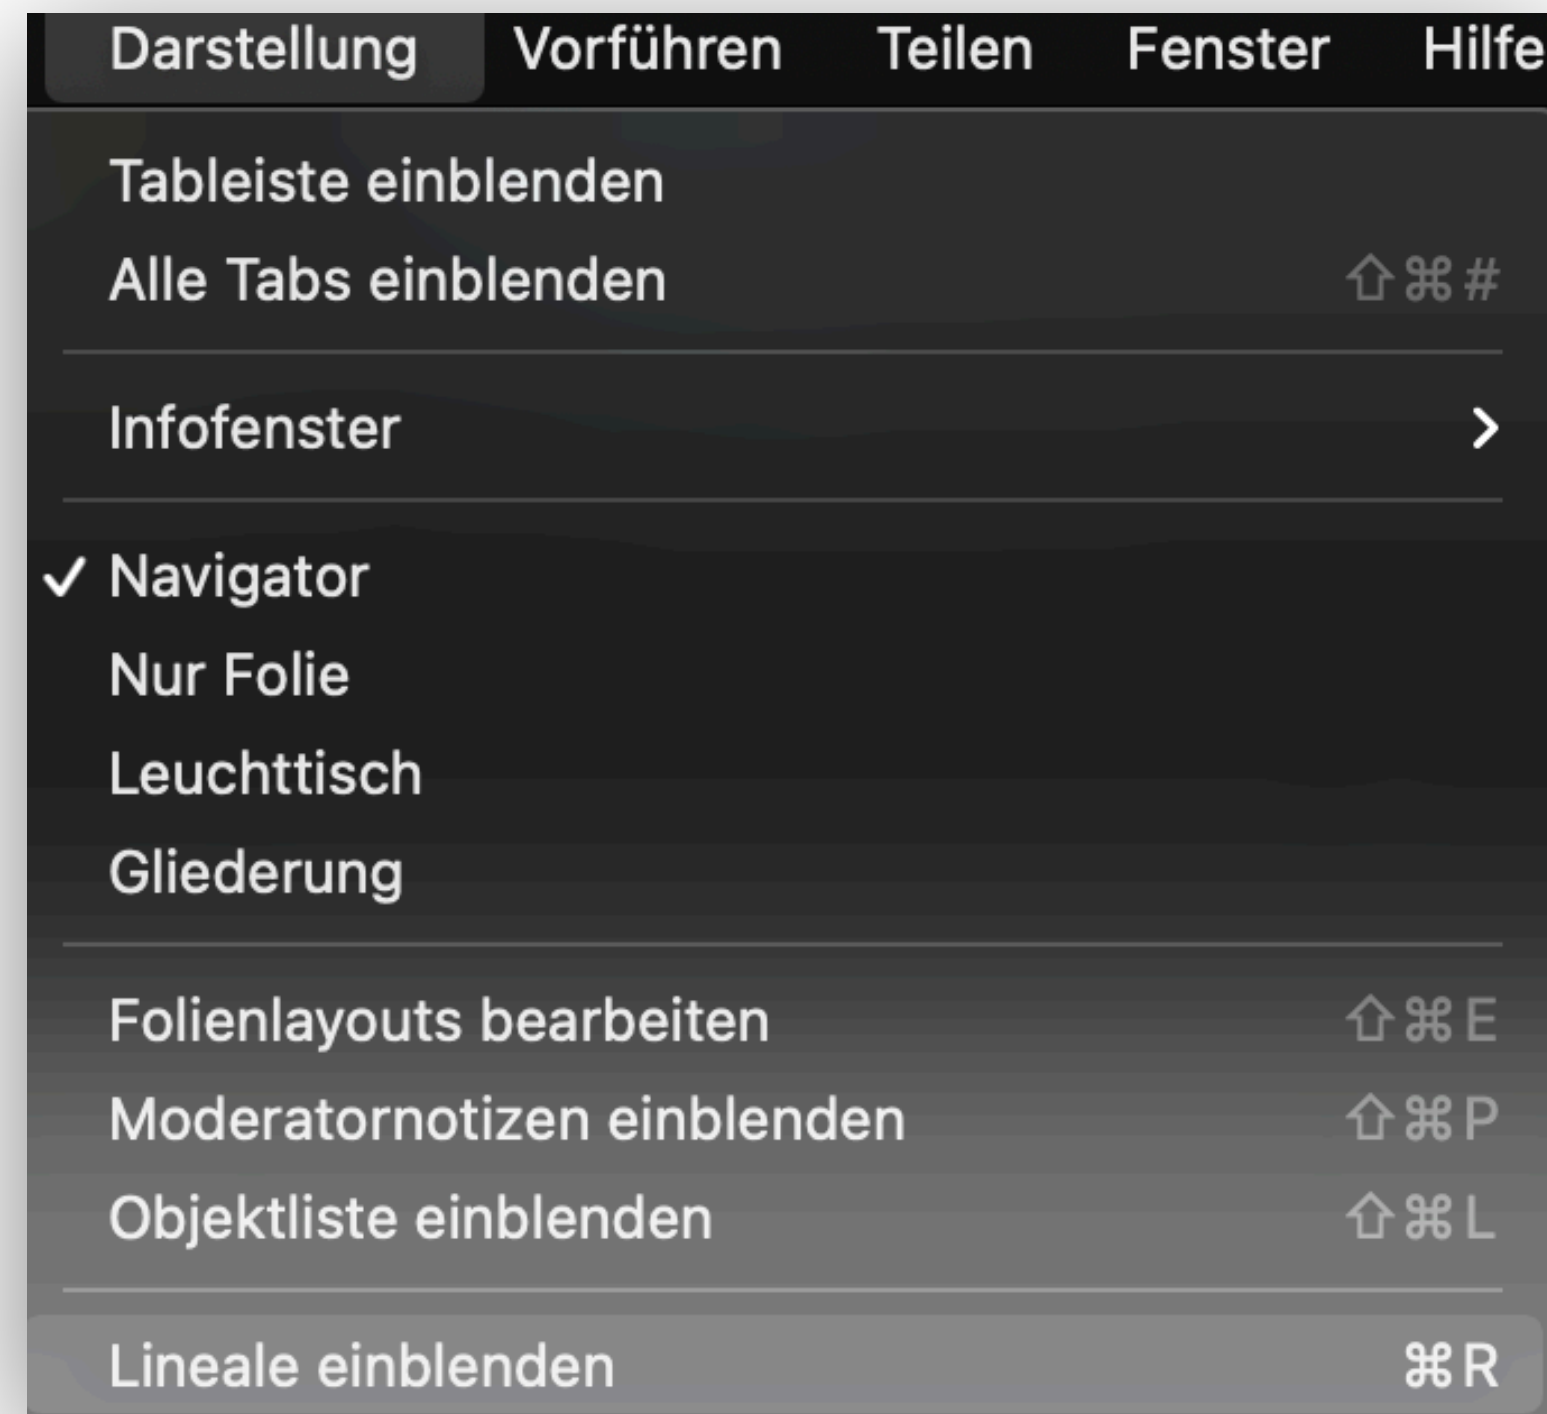 Darstellung Vorführen Teilen Fenster Hilfe
Tableiste einblenden
Alle Tabs einblenden ⇧⌘#
Infofenster
Navigator
Nur Folie
Leuchttisch
Gliederung
Folienlayouts bearbeiten ⇧⌘E
Moderatornotizen einblenden ⇧⌘P
Objektliste einblenden ⇧⌘L
Lineale einblenden ⌘R